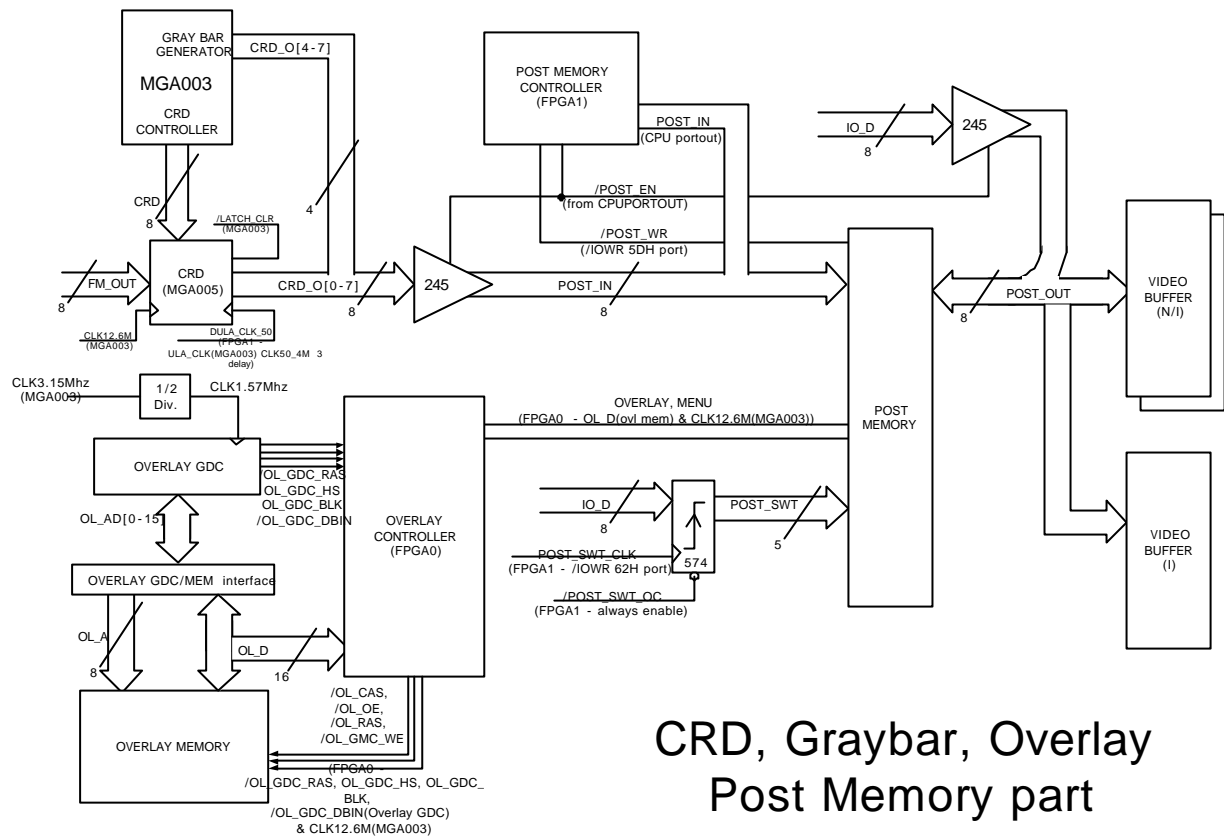 GRAY BAR
GENERATOR
MGA003
CRD
CONTROLLER
CRD_O[4-7]
POST MEMORY
CONTROLLER
(FPGA1)
POST_IN
(CPU portout)
IO_D
8
245
CRD
8
/LATCH_CLR
(MGA003)
4
/POST_EN
(from CPUPORTOUT)
/POST_WR
(/IOWR 5DH port)
FM_OUT
8
CRD
(MGA005)
CRD_O[0-7]
8
245
POST_IN
8
POST_OUT
8
VIDEO
BUFFER
(N/I)
CLK12.6M
(MGA003)
DULA_CLK_50
(FPGA1 -
ULA_CLK(MGA003) CLK50_4M 3
delay)
CLK3.15Mhz
(MGA003)
1/2
Div.
CLK1.57Mhz
OVERLAY, MENU
(FPGA0 - OL_D(ovl mem) & CLK12.6M(MGA003))
POST
MEMORY
OVERLAY GDC
/OL_GDC_RAS
OL_GDC_HS
OL_GDC_BLK
/OL_GDC_DBIN
OL_AD[0-15]
OVERLAY
CONTROLLER
(FPGA0)
IO_D
8
POST_SWT
5
574
POST_SWT_CLK
(FPGA1 - /IOWR 62H port)
/POST_SWT_OC
(FPGA1 - always enable)
VIDEO
BUFFER
(I)
OVERLAY GDC/MEM interface
OL_A
8
OL_D
16
OVERLAY MEMORY
/OL_CAS,
/OL_OE,
/OL_RAS,
/OL_GMC_WE
(FPGA0 -
/OL_GDC_RAS, OL_GDC_HS, OL_GDC_
BLK,
/OL_GDC_DBIN(Overlay GDC)
& CLK12.6M(MGA003)
CRD, Graybar, Overlay
Post Memory part